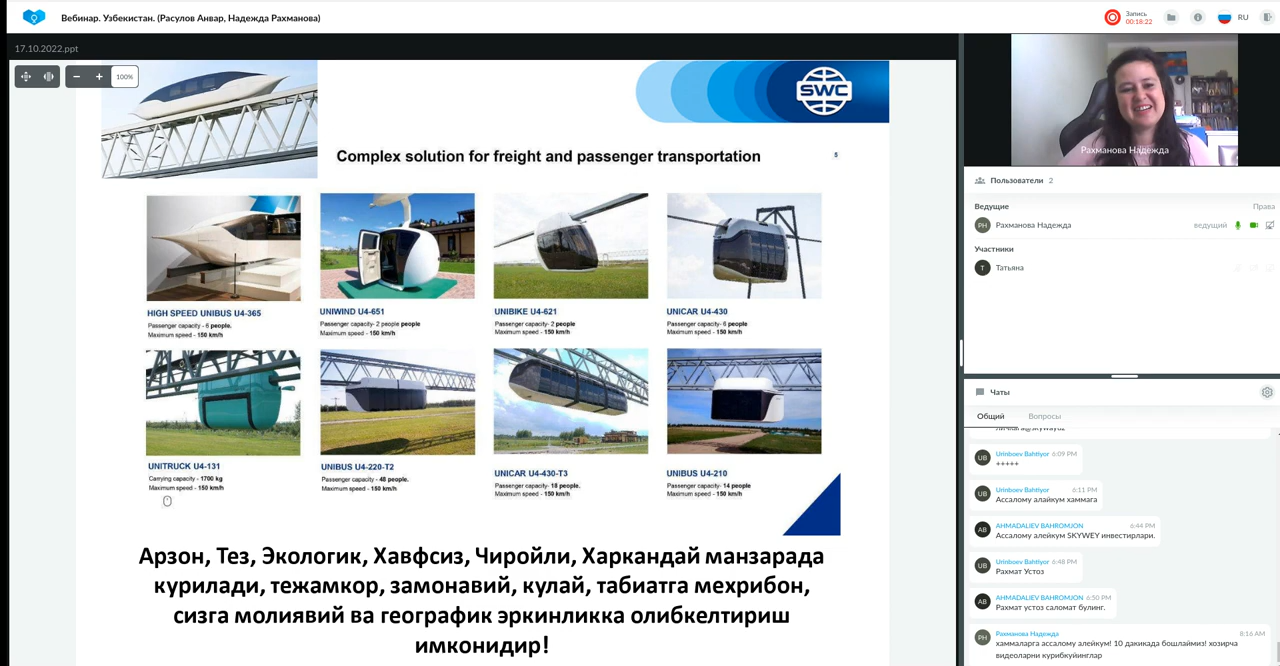 Вебинар. Узбекистан. (Расулов Анвар, Надежда Рахманова)
Запись
00:18:22
RU
17.10.2022.ppt
100%
SWC
Complex solution for freight and passenger transportation
5
HIGH SPEED UNIBUS U4-365
Passenger capacity - 6 people.
Maximum speed - 150 km/h
UNIWIND U4-651
Passenger capacity- 2 people people
Maximum speed - 150 km/h
UNIBIKE U4-621
Passenger capacity- 2 people
Maximum speed - 150 km/h
UNICAR U4-430
Passenger capacity - 6 people
Maximum speed - 150 km/h
UNITRUCK U4-131
Carrying capacity - 1700 kg
Maximum speed - 150 km/h
UNIBUS U4-220-T2
Passenger capacity - 48 people.
Maximum speed - 150 km/h
UNICAR U4-430-T3
Passenger capacity - 18 people.
Maximum speed - 150 km/h
UNIBUS U4-210
Passenger capacity - 14 people
Maximum speed - 150 km/h
Арзон, Тез, Экологик, Хавфсиз, Чиройли, Харкандай манзарада
курилади, тежамкор, замонавий, кулай, табиатга мехрибон,
сизга молиявий ва географик эркинликка олибкелтириш
имконидир!
Рахманова Надежда
Пользователи 2
Ведущие Права
РН Рахманова Надежда ведущий
Участники
Т Татьяна
Чаты
Общий Вопросы
UB Urinboev Bahtiyor 6:09 PM
+++++
UB Urinboev Bahtiyor 6:11 PM
Ассалому алайкум хаммага
AB AHMADALIEV BAHROMJON 6:44 PM
Ассалому алейкум SKYWEY инвестирлари.
UB Urinboev Bahtiyor 6:48 PM
Рахмат Устоз
AB AHMADALIEV BAHROMJON 6:50 PM
Рахмат устоз саломат булинг.
РН Рахманова Надежда 8:16 AM
хаммаларга ассалому алейкум! 10 дакикада бошлаймиз! хозирча
видеоларни курибкуйинглар